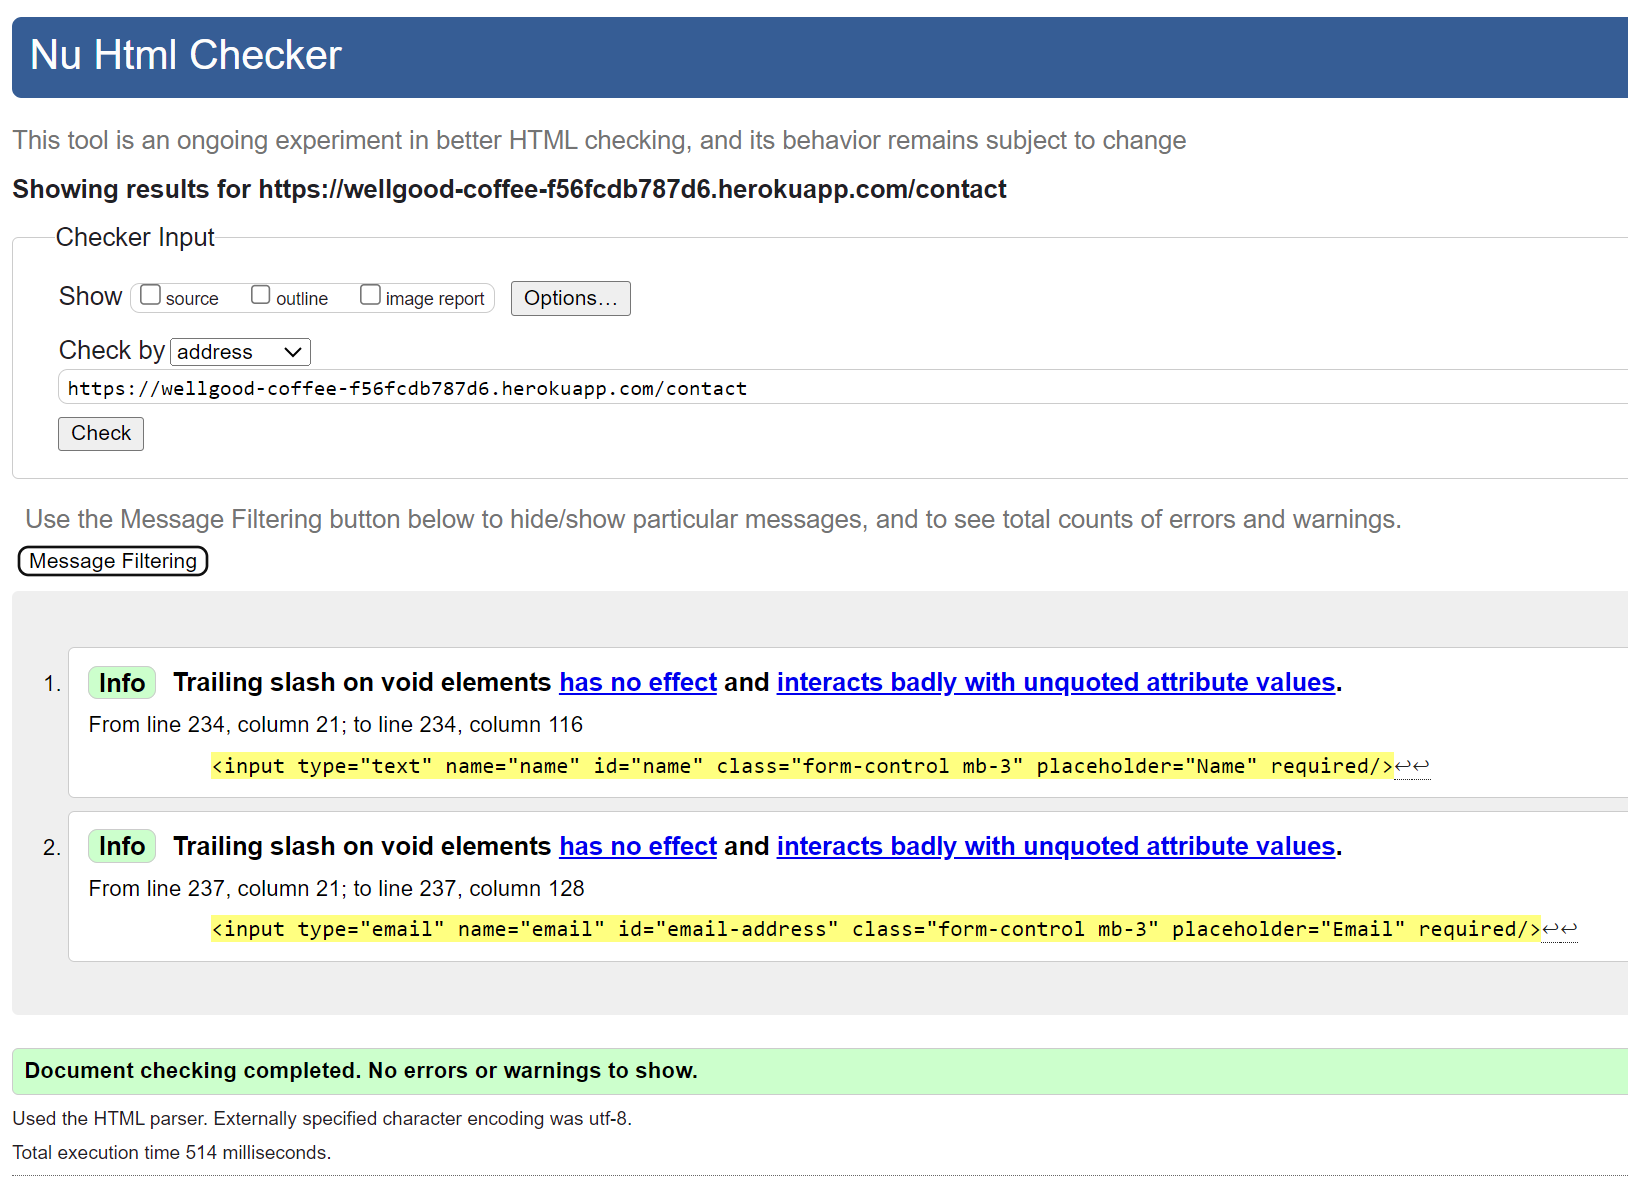 Nu Html Checker
This tool is an ongoing experiment in better HTML checking, and its behavior remains subject to change
Showing results for https://wellgood-coffee-f56fcdb787d6.herokuapp.com/contact
Checker Input
Show source outline image report Options...
Check by address
https://wellgood-coffee-f56fcdb787d6.herokuapp.com/contact
Check
Use the Message Filtering button below to hide/show particular messages, and to see total counts of errors and warnings.
Message Filtering
1. Info Trailing slash on void elements has no effect and interacts badly with unquoted attribute values.
From line 234, column 21; to line 234, column 116
<input type="text" name="name" id="name" class="form-control mb-3" placeholder="Name" required/>↩↩
2. Info Trailing slash on void elements has no effect and interacts badly with unquoted attribute values.
From line 237, column 21; to line 237, column 128
<input type="email" name="email" id="email-address" class="form-control mb-3" placeholder="Email" required/>↩↩
Document checking completed. No errors or warnings to show.
Used the HTML parser. Externally specified character encoding was utf-8.
Total execution time 514 milliseconds.